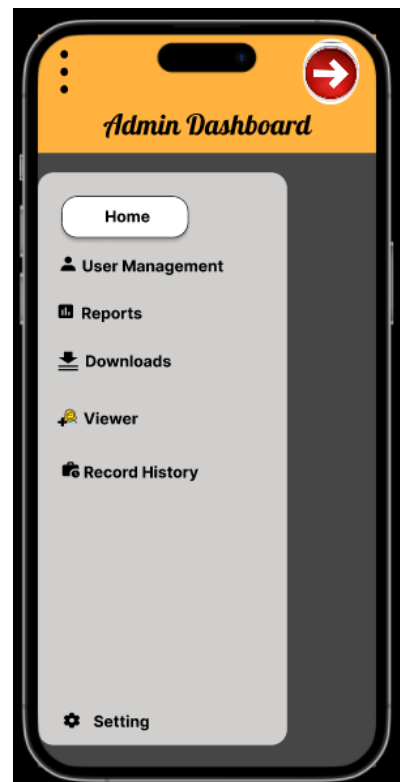 Admin Dashboard
Home
User Management
Reports
Downloads
Viewer
Record History
Setting